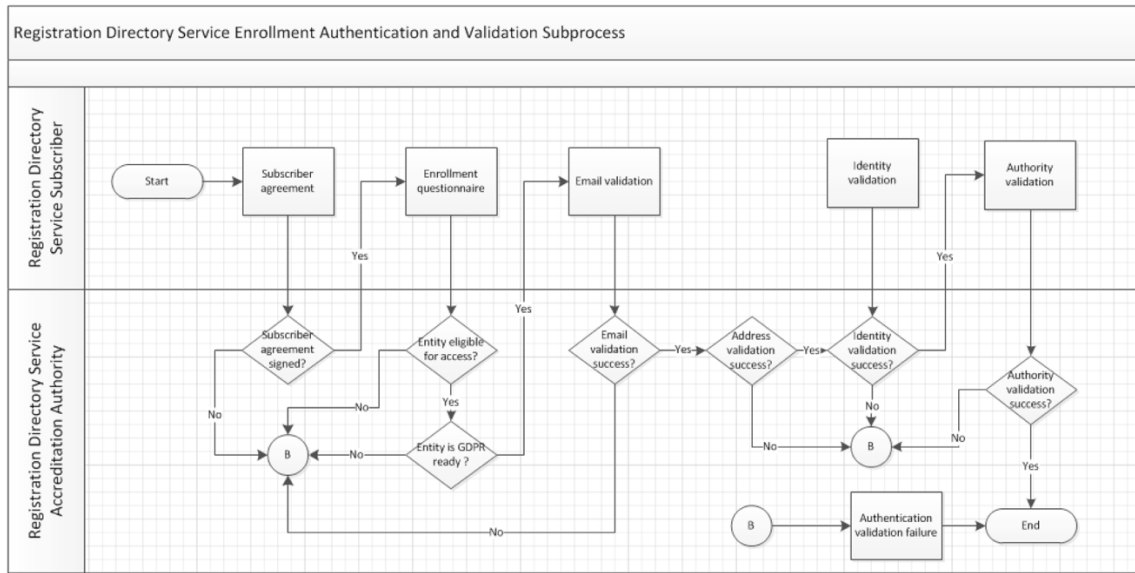 Registration Directory Service Enrollment Authentication and Validation Subprocess
Registration Directory
Service Subscriber
Start
Subscriber
agreement
Enrollment
questionnaire
Email validation
Identity
validation
Authority
validation
Yes
Yes
Yes
Registration Directory Service
Accreditation Authority
Subscriber
agreement
signed?
Entity eligible
for access?
Email
validation
success?
Yes
Address
validation
success?
Yes
Identity
validation
success?
Authority
validation
success?
No
No
Yes
No
No
No
B
No
Entity is GDPR
ready ?
No
B
Yes
No
B
Authentication
validation failure
End